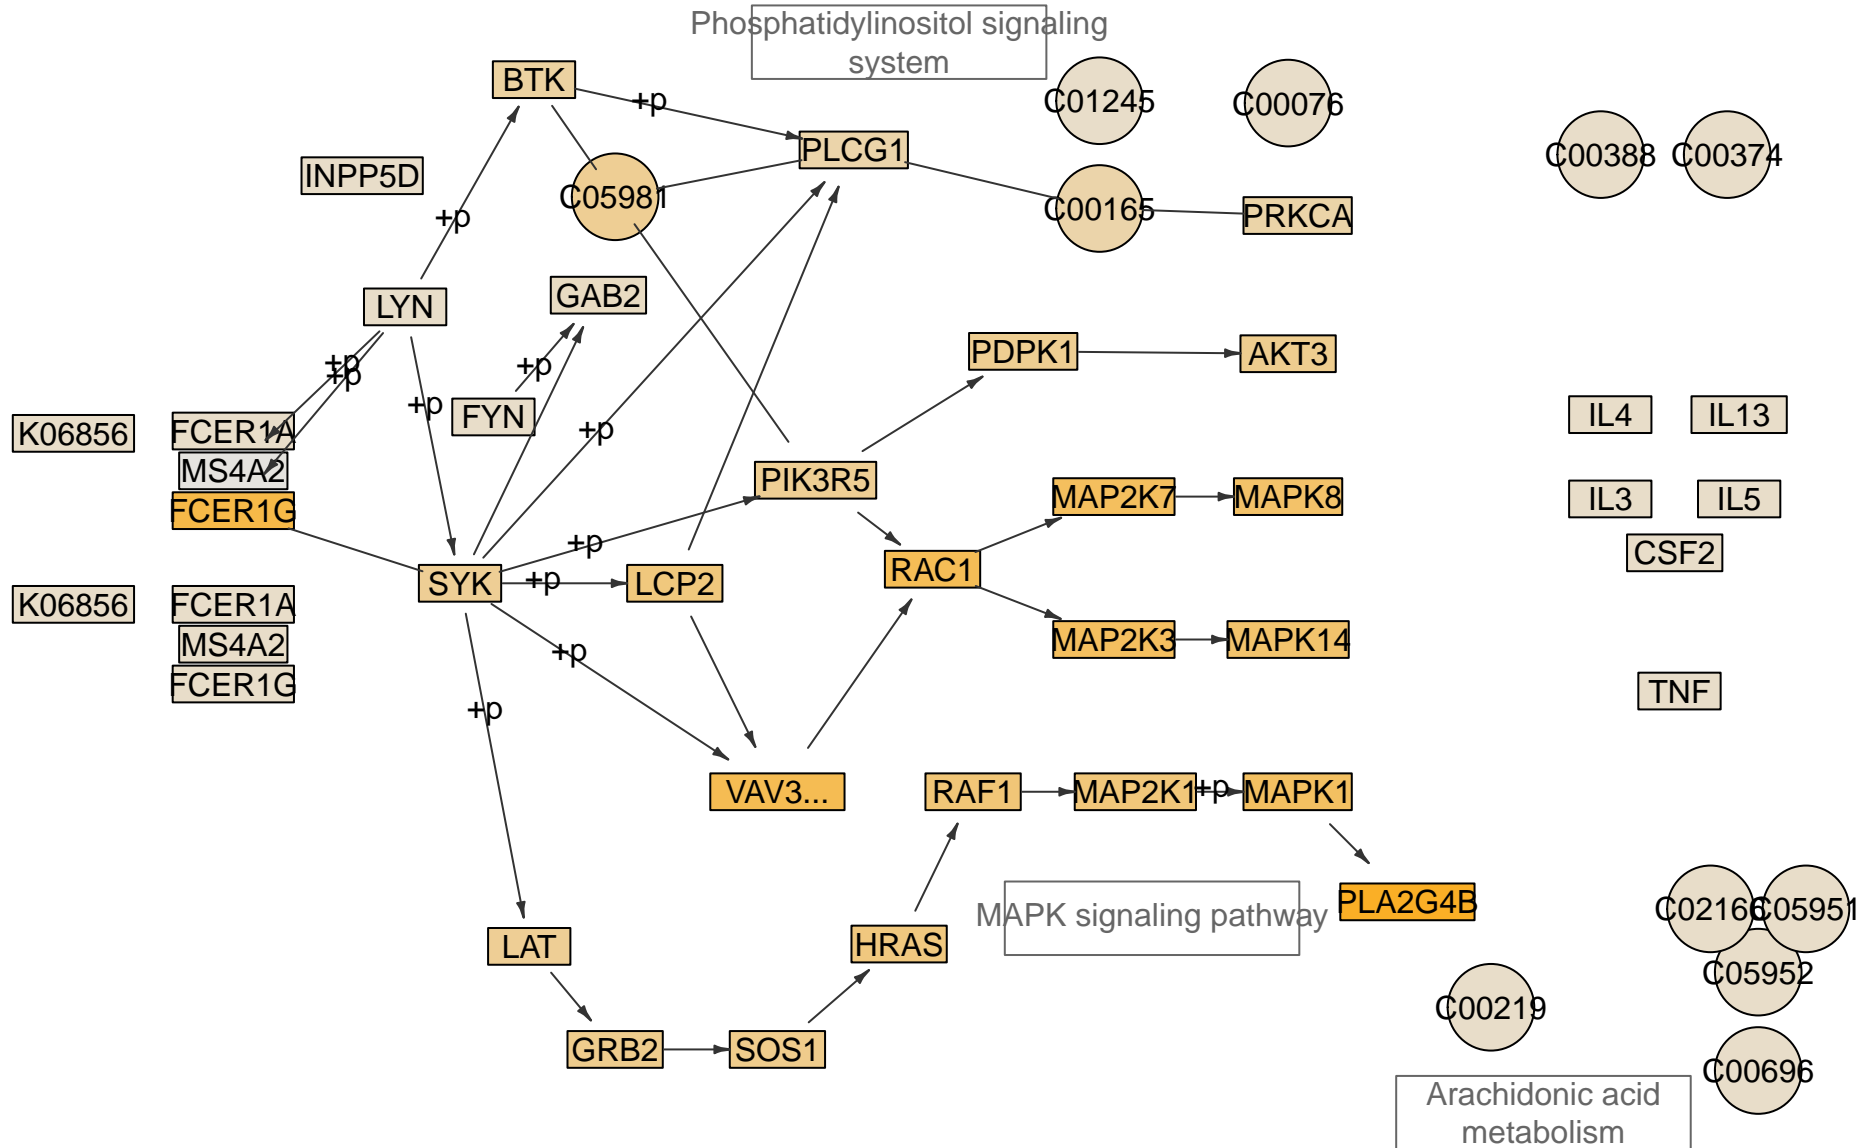 Phosphatidylinositol signaling
system
BTK
+p
C01245
C00076
PLCG1
C00388
C00374
INPP5D
C05981
+p
C00165
PRKCA
LYN
GAB2
+p
+p
+p
PDPK1
AKT3
+p
FYN
K06856
FCER1A
+p
IL4
IL13
MS4A2
PIK3R5
FCER1G
MAP2K7
MAPK8
IL3
IL5
+p
CSF2
SYK
+p
LCP2
RAC1
K06856
FCER1A
MS4A2
+p
MAP2K3
MAPK14
FCER1G
TNF
+p
VAV3...
RAF1
MAP2K1
+p
MAPK1
MAPK signaling pathway
PLA2G4B
C02166
C05951
LAT
HRAS
C05952
C00219
GRB2
SOS1
C00696
Arachidonic acid
metabolism